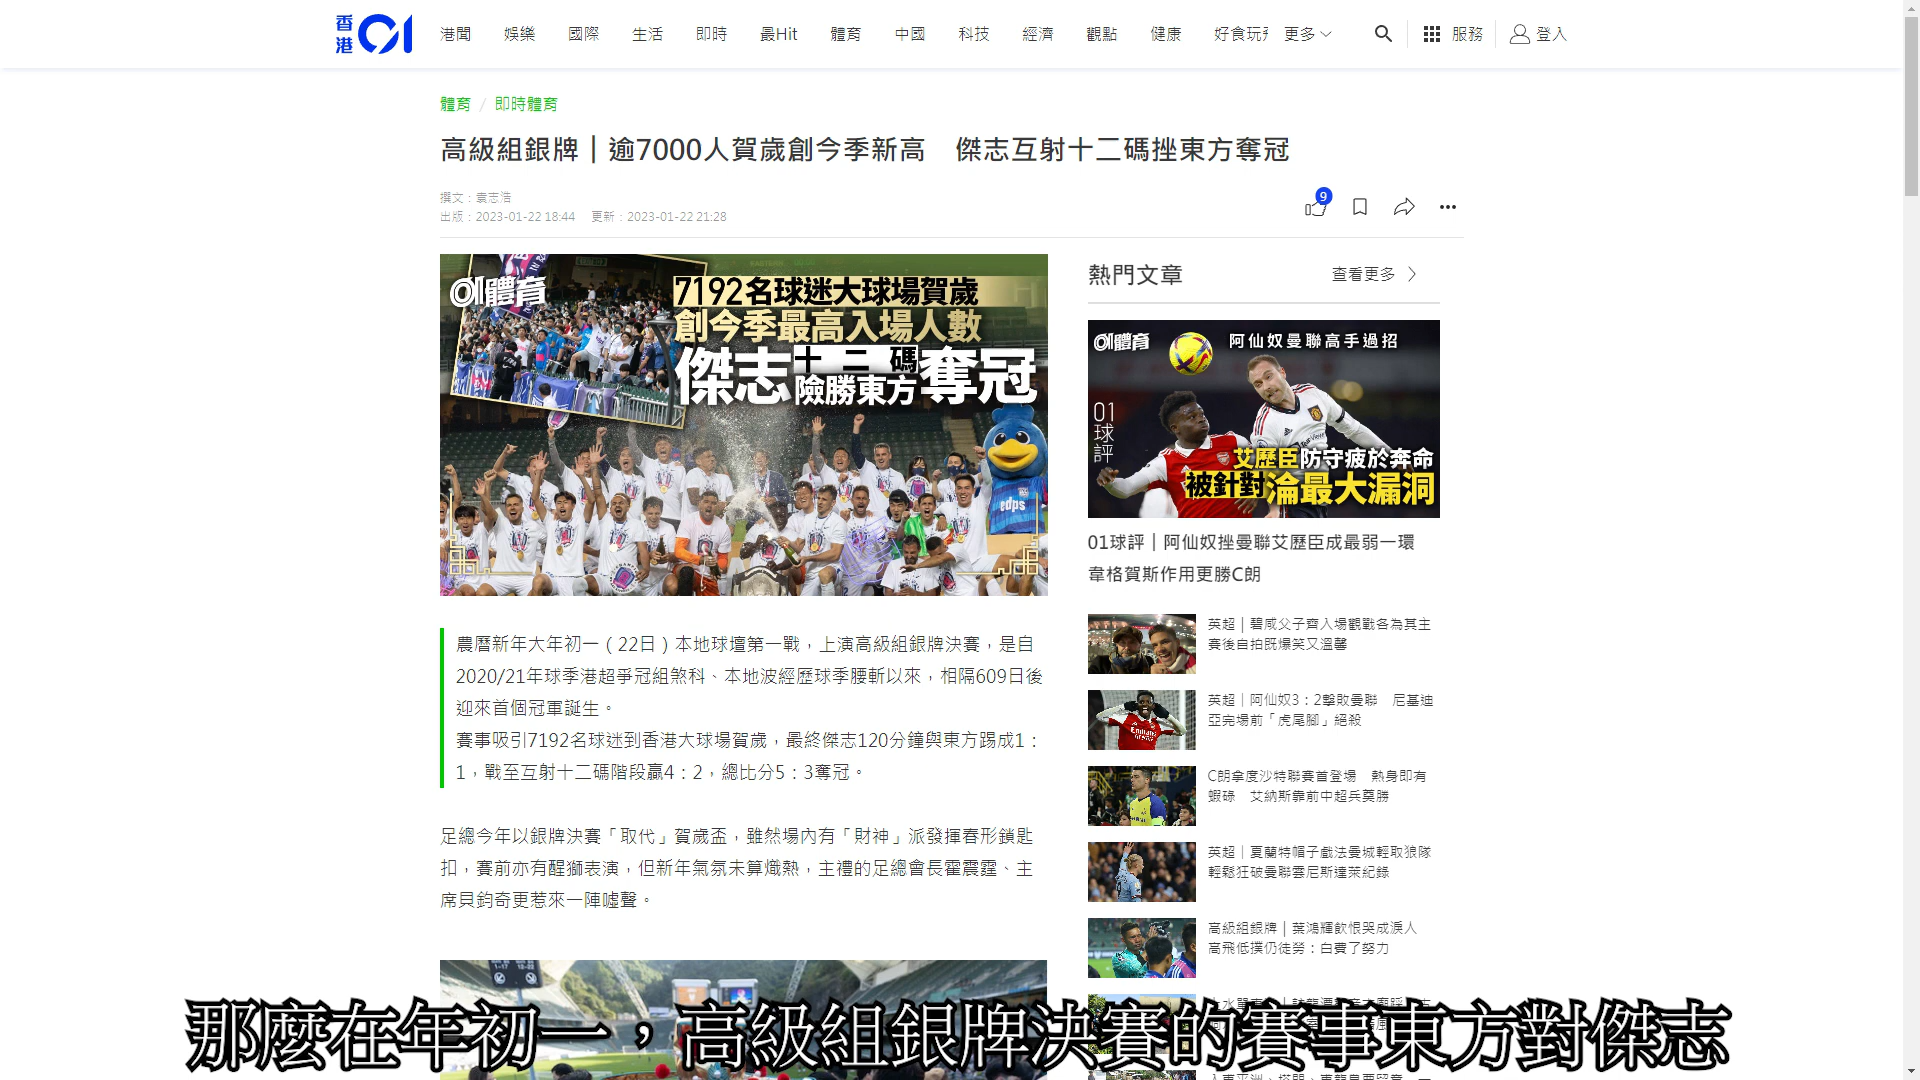 香港01
港聞 娛樂 國際 生活 即時 最Hit 體育 中國 科技 經濟 觀點 健康 好食玩飛 更多 服務 登入
體育 / 即時體育
高級組銀牌｜逾7000人賀歲創今季新高　傑志互射十二碼挫東方奪冠
撰文：袁志浩
出版：2023-01-22 18:44 更新：2023-01-22 21:28
9
01體育
7192名球迷大球場賀歲
創今季最高入場人數
傑志十二碼險勝東方奪冠
edps
農曆新年大年初一（22日）本地球壇第一戰，上演高級組銀牌決賽，是自
2020/21年球季港超爭冠組煞科、本地波經歷球季腰斬以來，相隔609日後
迎來首個冠軍誕生。
賽事吸引7192名球迷到香港大球場賀歲，最終傑志120分鐘與東方踢成1：
1，戰至互射十二碼階段贏4：2，總比分5：3奪冠。
足總今年以銀牌決賽「取代」賀歲盃，雖然場內有「財神」派發揮春形鎖匙
扣，賽前亦有醒獅表演，但新年氣氛未算熾熱，主禮的足總會長霍震霆、主
席貝鈞奇更惹來一陣噓聲。
熱門文章 查看更多
01體育 阿仙奴曼聯高手過招
01球評
艾歷臣防守疲於奔命
被針對淪最大漏洞
01球評｜阿仙奴挫曼聯艾歷臣成最弱一環
韋格賀斯作用更勝C朗
英超｜碧咸父子齊入場觀戰各為其主
賽後自拍既爆笑又溫馨
英超｜阿仙奴3：2擊敗曼聯　尼基迪
亞完場前「虎尾腳」絕殺
C朗拿度沙特聯賽首登場　熱身即有
蝦碌　艾納斯靠前中超兵奠勝
英超｜夏蘭特帽子戲法曼城輕取狼隊
輕鬆狂破曼聯雲尼斯達萊紀錄
高級組銀牌｜葉鴻輝飲恨哭成淚人
高飛低撲仍徒勞：白費了努力
那麼在年初一，高級組銀牌決賽的賽事東方對傑志